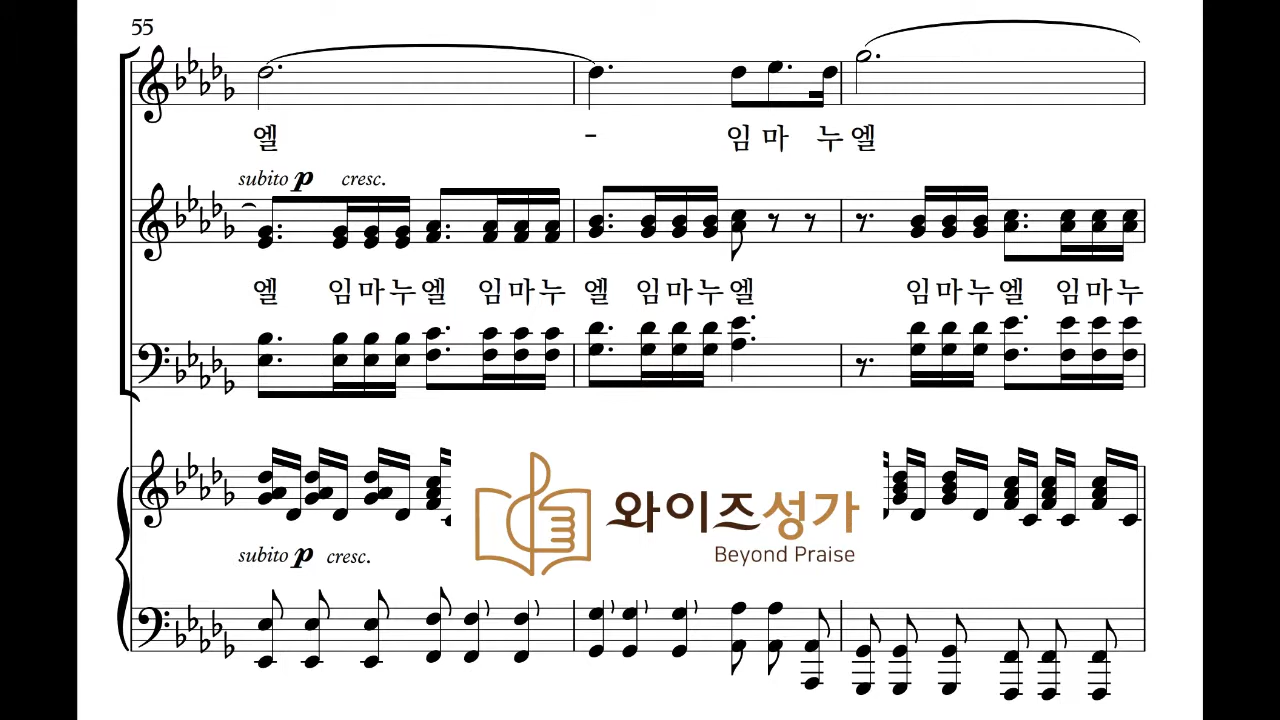 55
엘 - 임 마 누 엘
subito p cresc.
엘 임마누엘 임마누 엘 임마누엘 임마누엘 임마누
와이즈성가
Beyond Praise
subito p cresc.